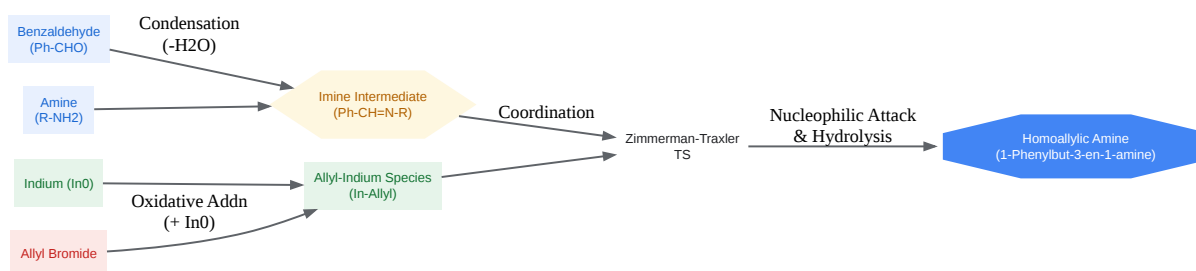 Benzaldehyde
(Ph-CHO)
Condensation
(-H2O)
Amine
(R-NH2)
Imine Intermediate
(Ph-CH=N-R)
Coordination
Zimmerman-Traxler
TS
Nucleophilic Attack
& Hydrolysis
Homoallylic Amine
(1-Phenylbut-3-en-1-amine)
Indium (In0)
Allyl-Indium Species
(In-Allyl)
Oxidative Addn
(+ In0)
Allyl Bromide